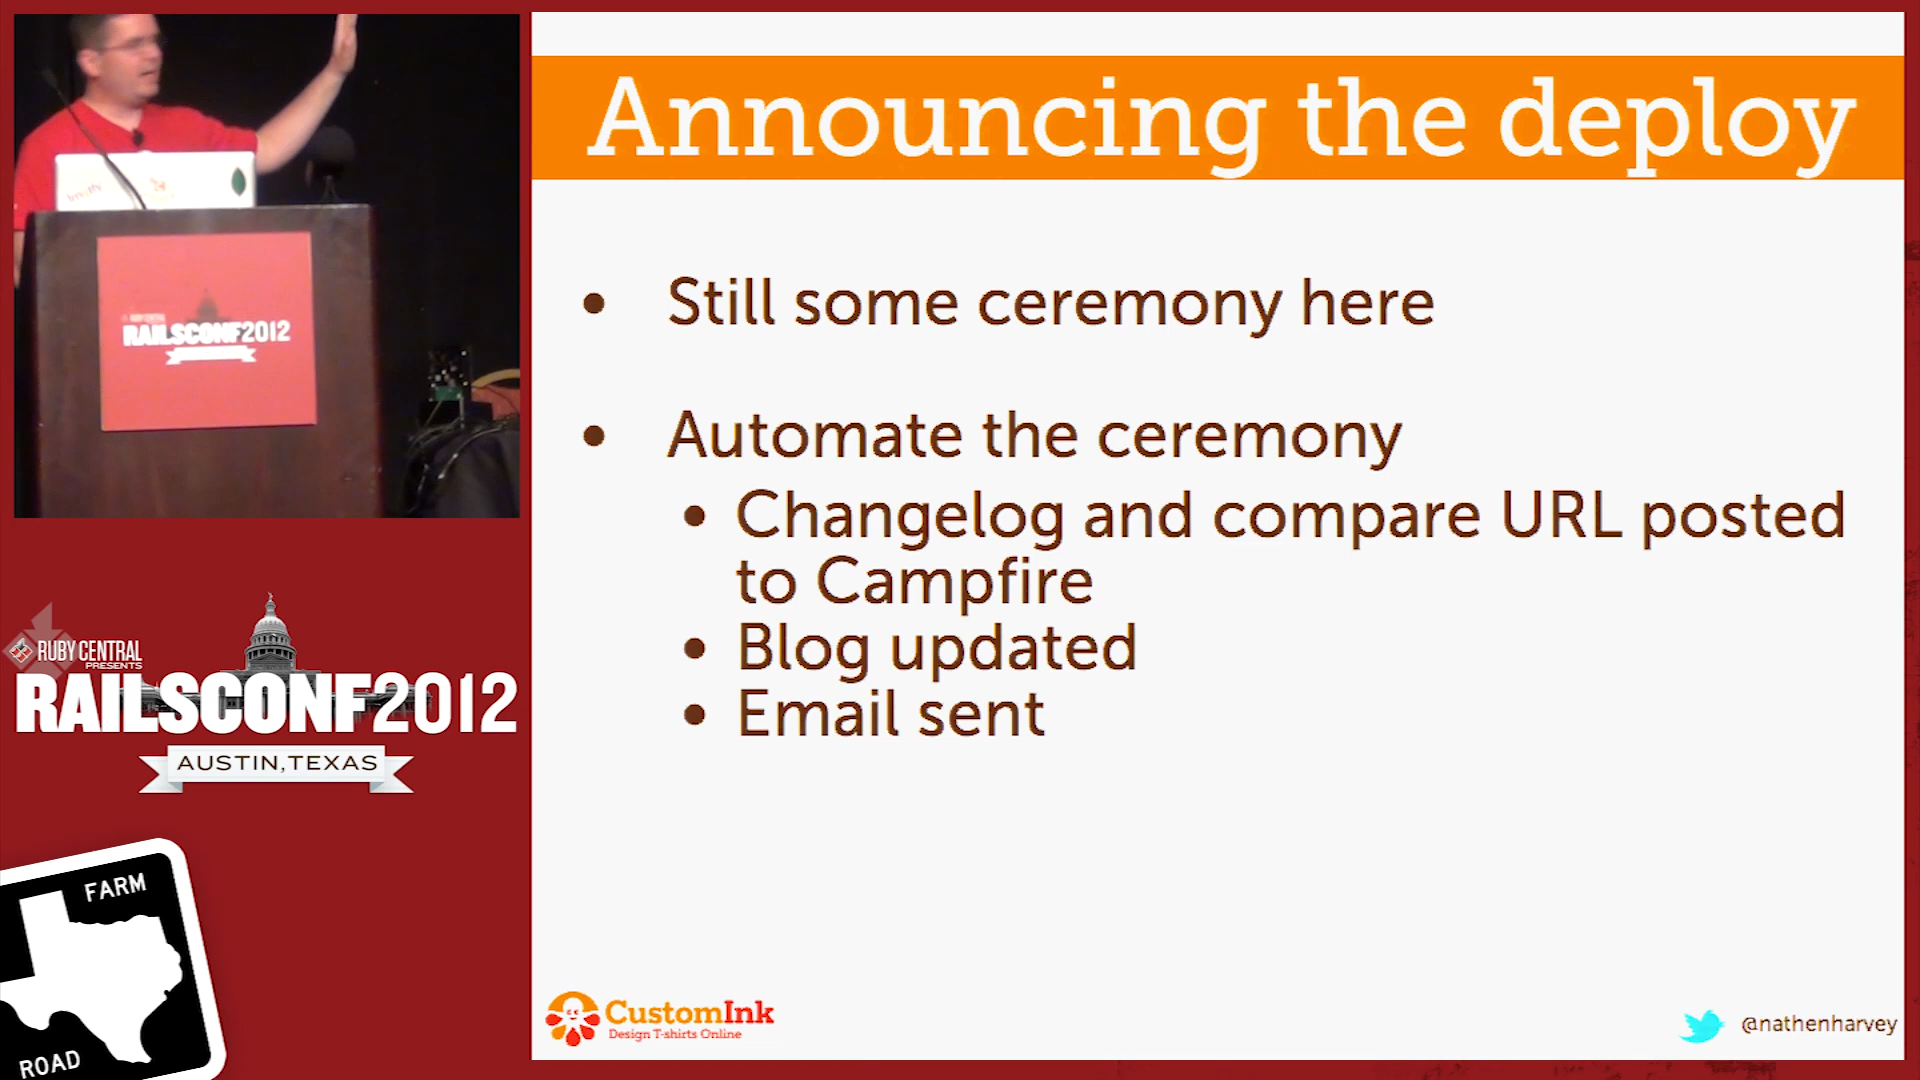 Announcing the deploy
• Still some ceremony here
• Automate the ceremony
• Changelog and compare URL posted
to Campfire
• Blog updated
• Email sent
CustomInk
Design T-shirts Online
@nathenharvey
RAILSCONF2012
RUBY CENTRAL
PRESENTS
RAILSCONF2012
AUSTIN, TEXAS
FARM
ROAD